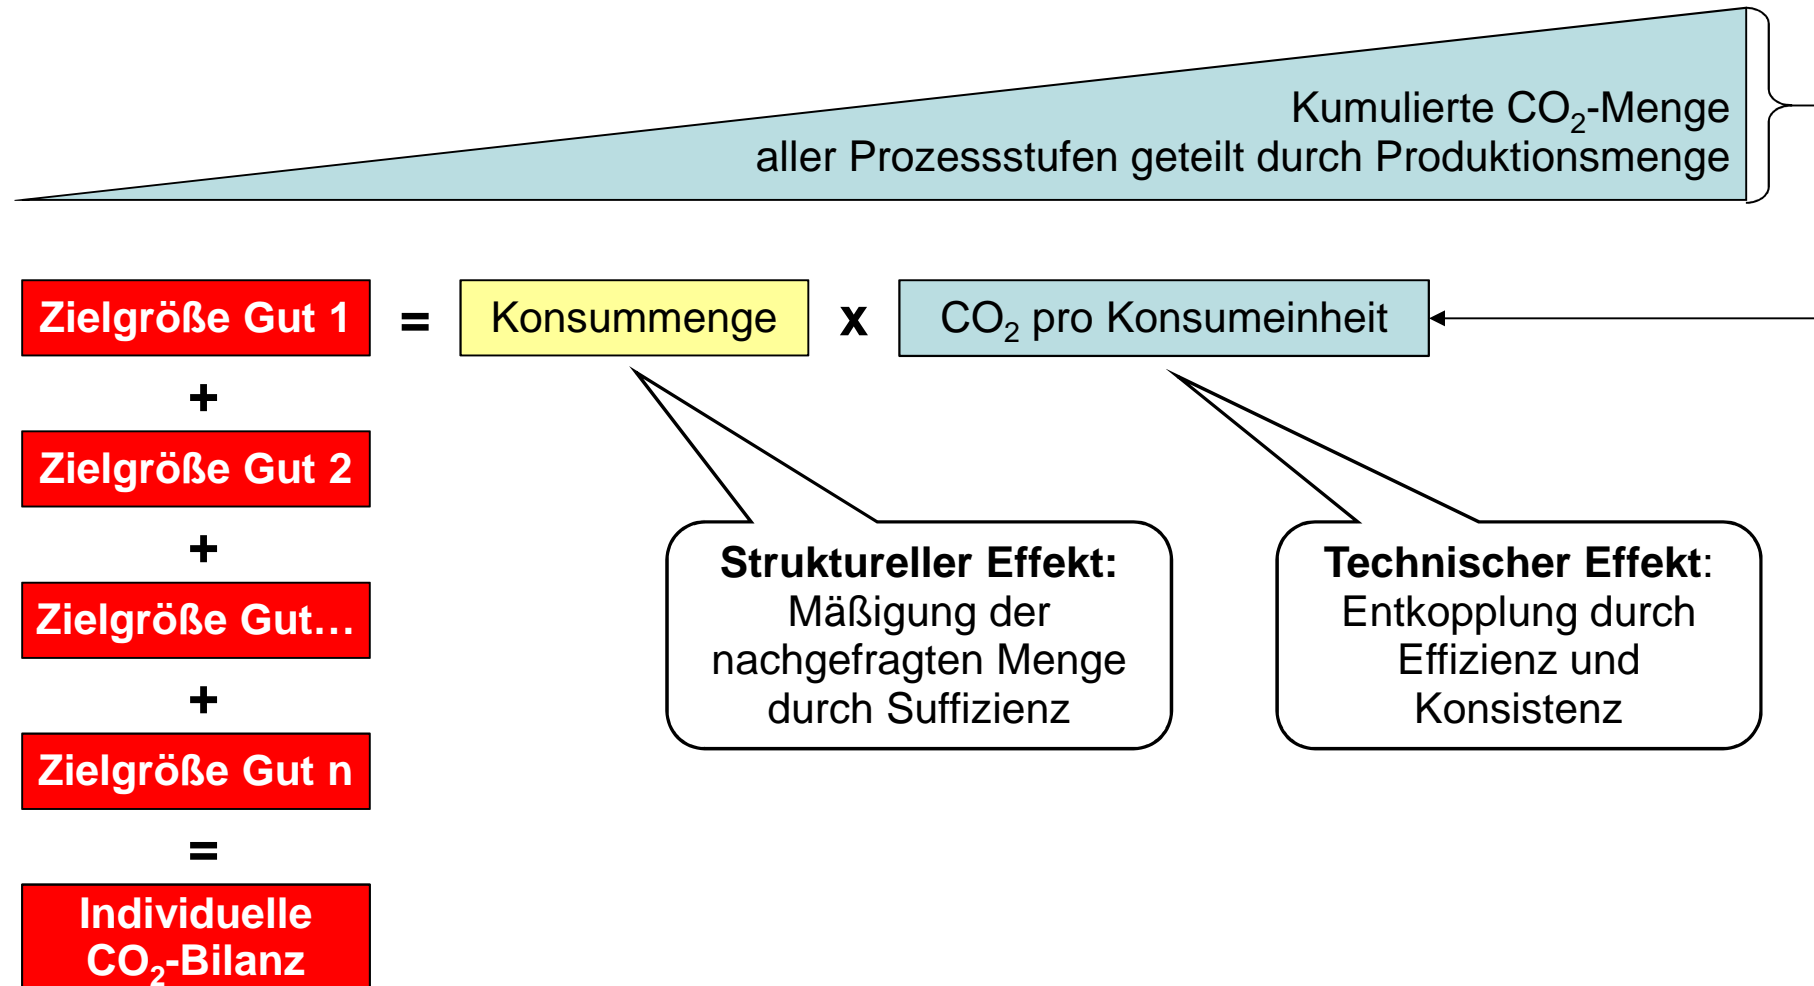 Kumulierte CO₂-Menge
aller Prozessstufen geteilt durch Produktionsmenge
Zielgröße Gut 1 = Konsummenge x CO₂ pro Konsumeinheit
+
Zielgröße Gut 2
+
Zielgröße Gut…
+
Zielgröße Gut n
=
Individuelle
CO₂-Bilanz
Struktureller Effekt:
Mäßigung der
nachgefragten Menge
durch Suffizienz
Technischer Effekt:
Entkopplung durch
Effizienz und
Konsistenz